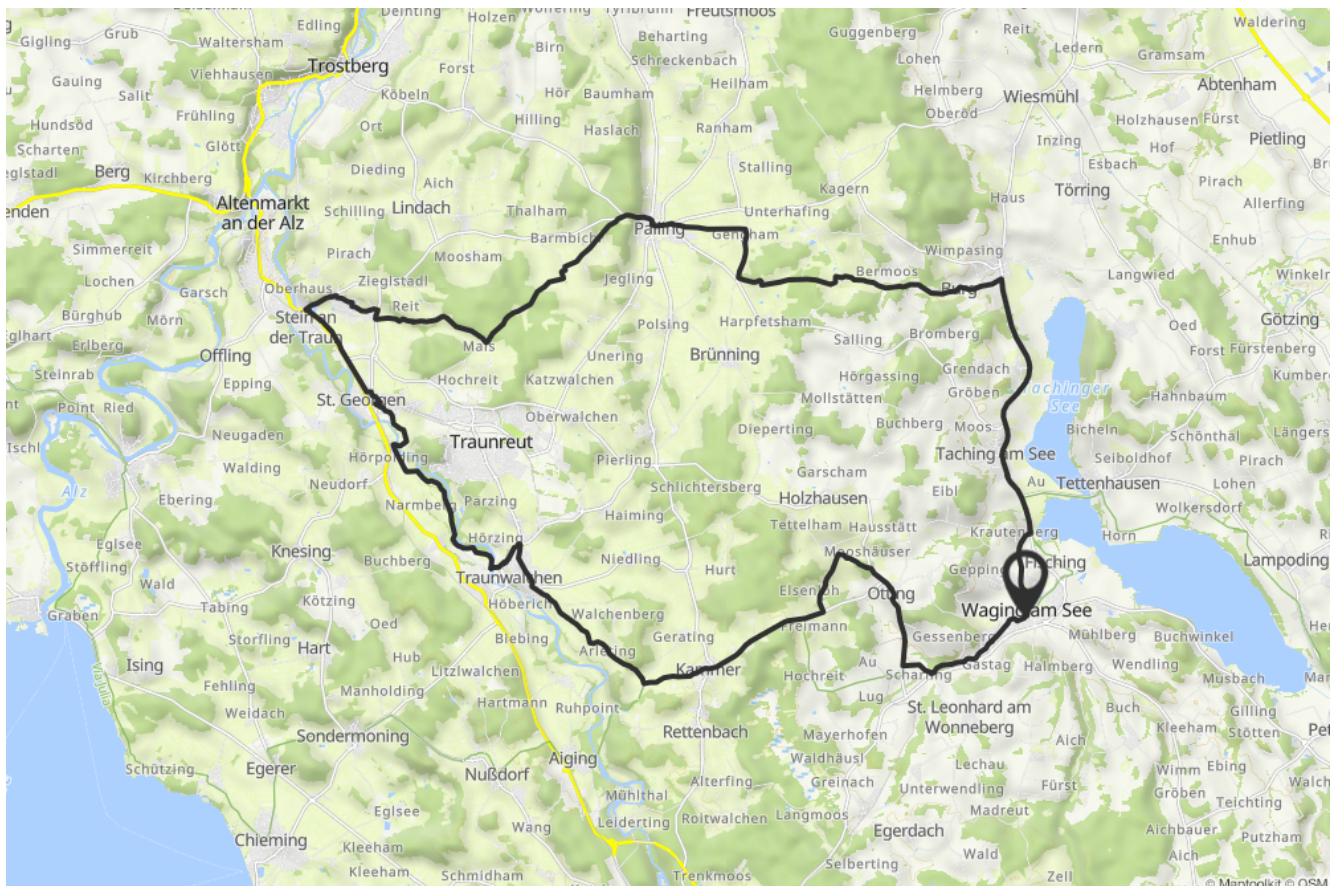 Edling
Deinting
Holzen
Freutsmoos
Waldering
Grub
Gigling
Waltersham
Birn
Beharting
Guggenberg
Reit
Ledern
Gramsam
Viehhausen
Trostberg
Forst
Schreckenbach
Lohen
Abtenham
Gauing
Salit
Köbeln
Hör
Baumham
Heilham
Helmberg
Wiesmühl
Frühling
Oberöd
Holzhausen
Fürst
Hundsöd
Ort
Hilling
Haslach
Ranham
Inzing
Hof
Pietling
Scharten
Glött
Esbach
Berg
Kirchberg
Dieding
Aich
Stalling
Kagern
Törring
Pirach
Altenmarkt
an der Alz
Schilling
Lindach
Thalham
Unterhafing
Haus
Allerfing
Simmerreit
Pirach
Moosham
Barmbichl
Palling
Gengham
Wimpasing
Enhub
Lochen
Zieglstadl
Jegling
Bermoos
Langwied
Garsch
Oberhaus
Reit
Burg
Bürghub
Mörn
Stein an
der Traun
Polsing
Harpfetsham
Bromberg
Oed
Götzing
Erlberg
Offling
Mais
Unering
Brünning
Salling
Forst
Fürstenberg
Steinrab
Epping
Hochreit
Katzwalchen
Hörgassing
Grendach
Tachinger
See
Hahnbaum
Point
Ried
St. Georgen
Oberwalchen
Mollstätten
Gröben
Ischl
Neugaden
Traunreut
Dieperting
Buchberg
Moos
Bicheln
Schönthal
Walding
Hörpolding
Pierling
Garscham
Taching am See
Seiboldhof
Pirach
Alz
Ebering
Neudorf
Schlichtersberg
Holzhausen
Eibl
Au
Tettenhausen
Lohen
Narmberg
Parzing
Haiming
Tettelham
Hausstätt
Krautenberg
Wolkersdorf
Eglsee
Knesing
Hörzing
Mooshäuser
Horn
Stöffling
Buchberg
Niedling
Hurt
Gepping
Fisching
Lampoding
Wald
Traunwalchen
Elsenloh
Otting
Graben
Tabing
Kötzing
Höbering
Walchenberg
Waging am See
Oed
Freimann
Storfling
Biebing
Gerating
Gessenberg
Mühlberg
Buchwinkel
Ising
Hart
Hub
Arleting
Kammer
Au
Gastag
Halmberg
Wendling
Fehling
Litzlwalchen
Hochreit
Scharling
Musbach
Via Julia
Manholding
Hartmann
Ruhpoint
Lug
St. Leonhard am
Wonneberg
Buch
Gilling
Weidach
Sondermoning
Rettenbach
Mayerhofen
Aich
Kleeham
Stötten
Schützing
Egerer
Nußdorf
Aiging
Waldhäusl
Lechau
Wimm
Ebing
Alterfing
Greinach
Unterwendling
Fürst
Gröben
Eglsee
Mühlthal
Langmoos
Madreut
Teichting
Chieming
Wang
Leiderting
Roitwalchen
Egerdach
Aichbauer
Putzham
Kleeham
Wald
Aich
Kleeham
Schmidham
Trenkmoos
Selberting
Zell
© Maptoolkit © OSM